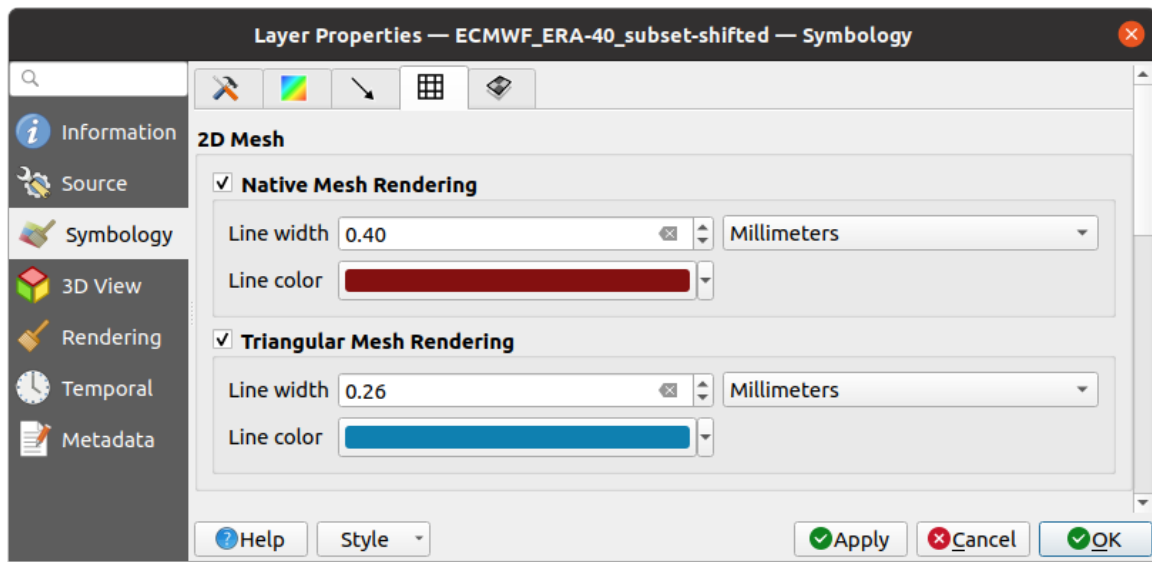 Layer Properties — ECMWF_ERA-40_subset-shifted — Symbology
Information
Source
Symbology
3D View
Rendering
Temporal
Metadata
2D Mesh
Native Mesh Rendering
Line width 0.40 Millimeters
Line color
Triangular Mesh Rendering
Line width 0.26 Millimeters
Line color
Help Style Apply Cancel OK